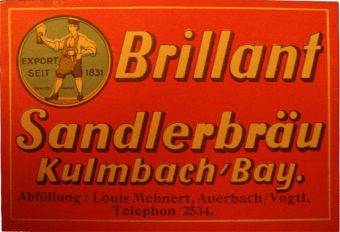 EXPORT
SEIT 1831
Brillant
Sandlerbräu
Kulmbach/Bay.
Abfüllung: Louis Mehnert, Auerbach/Vogtl.
Telephon 2534.